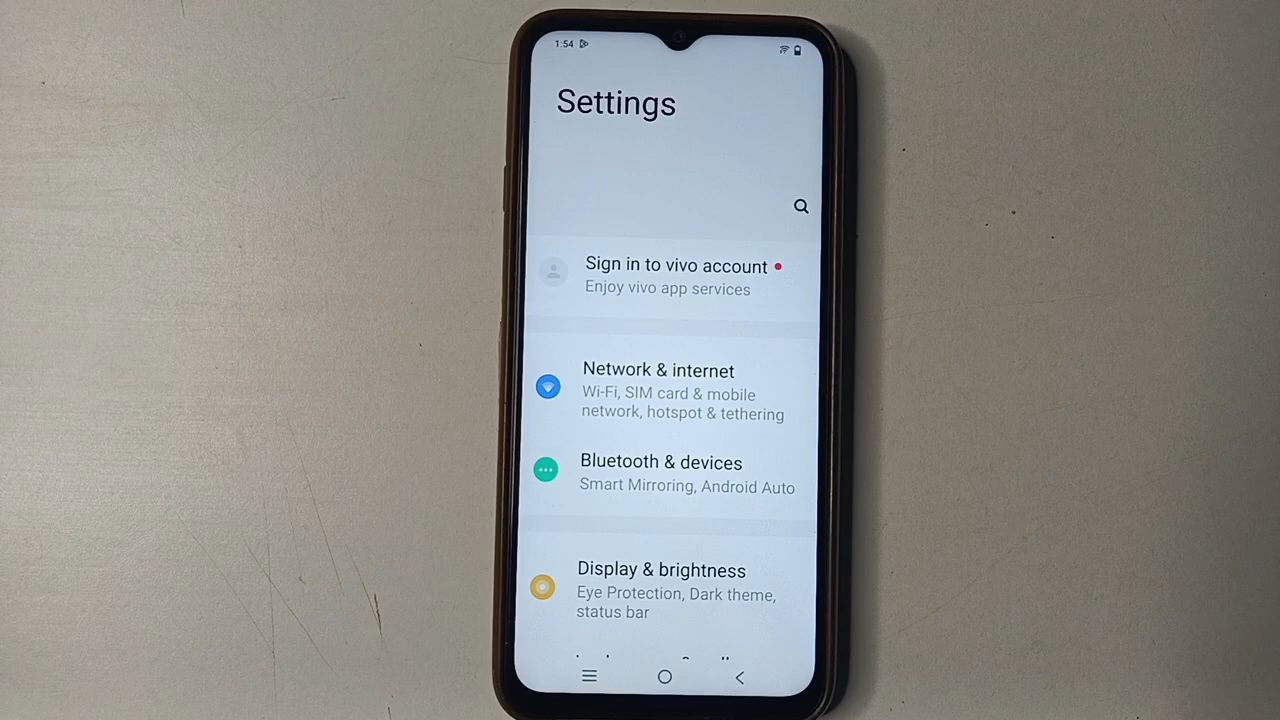 1:54
Settings
Sign in to vivo account
Enjoy vivo app services
Network & internet
Wi-Fi, SIM card & mobile
network, hotspot & tethering
Bluetooth & devices
Smart Mirroring, Android Auto
Display & brightness
Eye Protection, Dark theme,
status bar